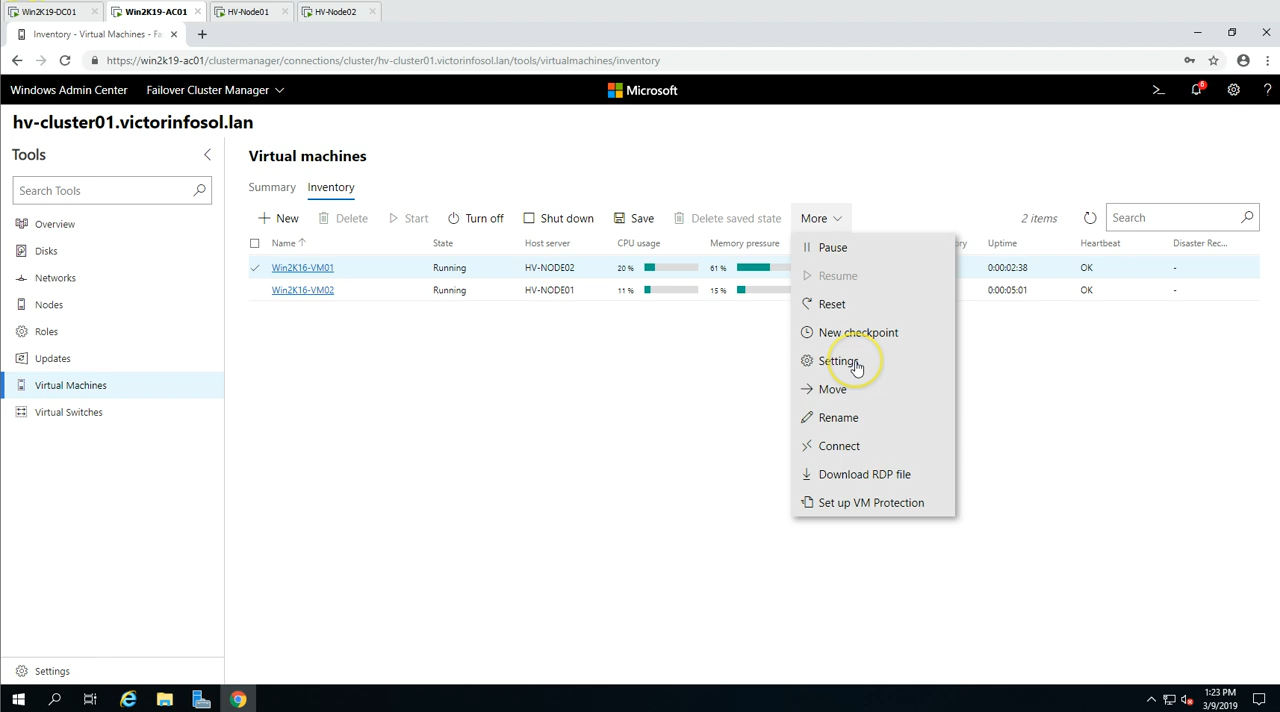 Win2K19-DC01
Win2K19-AC01
HV-Node01
HV-Node02
Inventory - Virtual Machines - Fa
https://win2k19-ac01/clustermanager/connections/cluster/hv-cluster01.victorinfosol.lan/tools/virtualmachines/inventory
Windows Admin Center
Failover Cluster Manager
Microsoft
6
?
hv-cluster01.victorinfosol.lan
Tools
Search Tools
Overview
Disks
Networks
Nodes
Roles
Updates
Virtual Machines
Virtual Switches
Settings
Virtual machines
Summary
Inventory
New
Delete
Start
Turn off
Shut down
Save
Delete saved state
More
2 items
Search
Name State Host server CPU usage Memory pressure Uptime Heartbeat Disaster Rec...
Win2K16-VM01 Running HV-NODE02 20 % 61 % 0:00:02:38 OK -
Win2K16-VM02 Running HV-NODE01 11 % 15 % 0:00:05:01 OK -
Pause
Resume
Reset
New checkpoint
Settings
Move
Rename
Connect
Download RDP file
Set up VM Protection
1:23 PM
3/9/2019